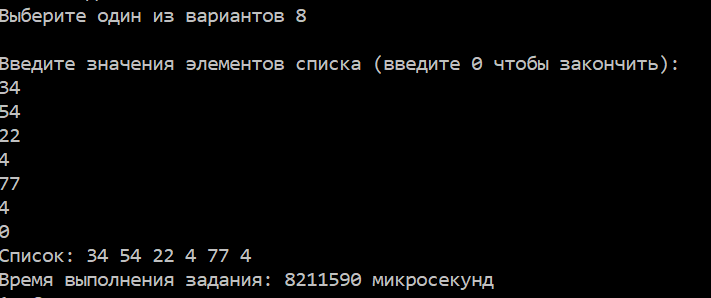 Выберите один из вариантов 8
Введите значения элементов списка (введите 0 чтобы закончить):
34
54
22
4
77
4
0
Список: 34 54 22 4 77 4
Время выполнения задания: 8211590 микросекунд